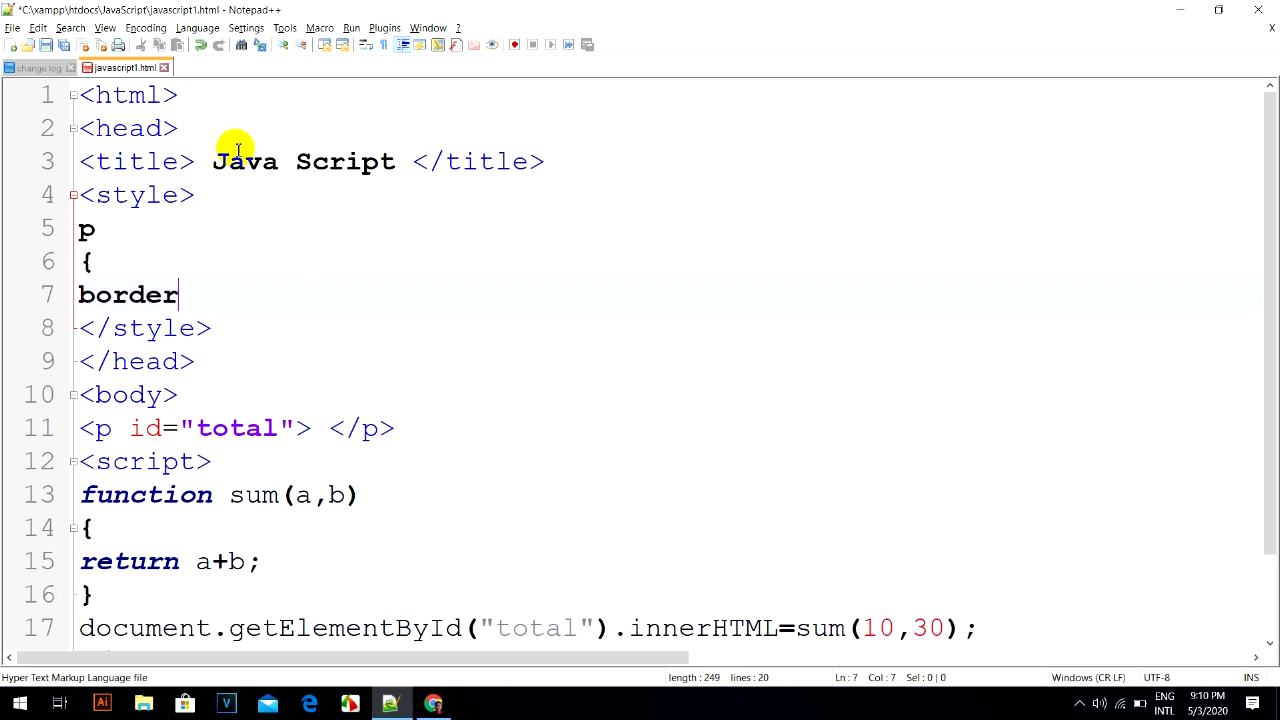 *C:\xampp\htdocs\JavaScript\javascript1.html - Notepad++
File Edit Search View Encoding Language Settings Tools Macro Run Plugins Window ?
X
change.log javascript1.html
1 <html>
2 <head>
3 <title> Java Script </title>
4 <style>
5 p
6 {
7 border
8 </style>
9 </head>
10 <body>
11 <p id="total"> </p>
12 <script>
13 function sum(a,b)
14 {
15 return a+b;
16 }
17 document.getElementById("total").innerHTML=sum(10,30);
Hyper Text Markup Language file length : 249 lines : 20 Ln : 7 Col : 7 Sel : 0 | 0 Windows (CR LF) UTF-8 INS
Ai V ENG 9:10 PM
INTL 5/3/2020